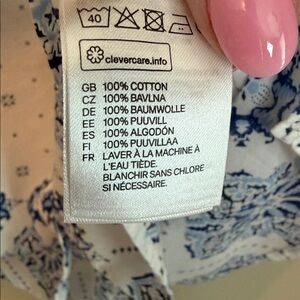 40
clevercare.info
GB 100% COTTON
CZ 100% BAVLNA
DE 100% BAUMWOLLE
EE 100% PUUVILL
ES 100% ALGODÓN
FI 100% PUUVILLAA
FR LAVER À LA MACHINE À
L'EAU TIÈDE.
BLANCHIR SANS CHLORE
SI NÉCESSAIRE.